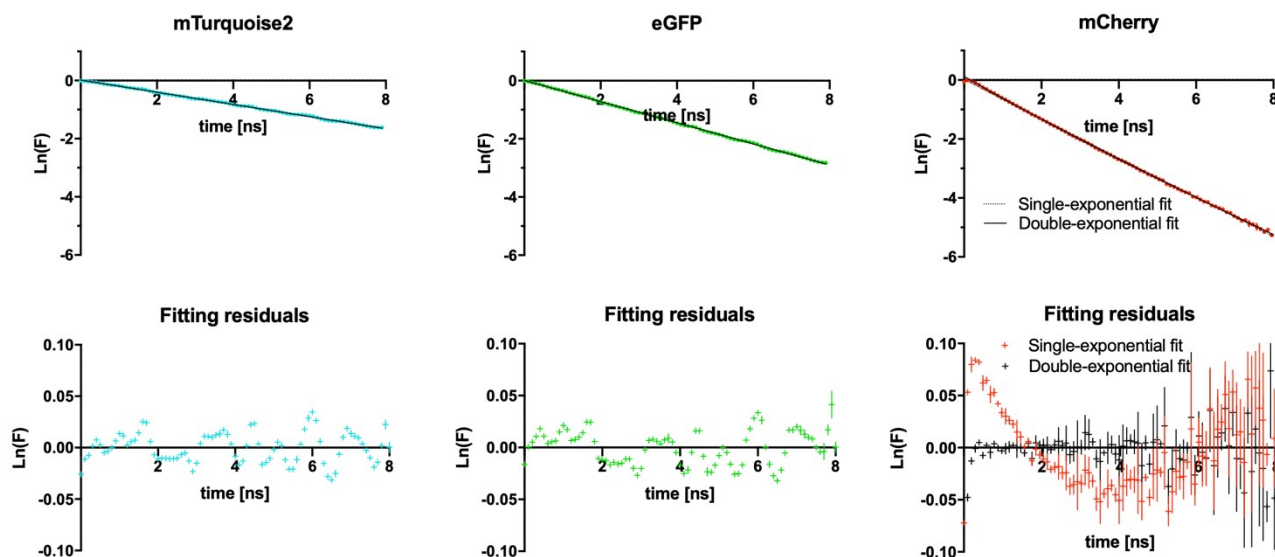 mTurquoise2
0
-2
-4
-6
2
4
6
8
time [ns]
Ln(F)
eGFP
0
-2
-4
-6
2
4
6
8
time [ns]
Ln(F)
mCherry
0
-2
-4
-6
2
4
6
8
time [ns]
Ln(F)
Single-exponential fit
Double-exponential fit
Fitting residuals
0.10
0.05
0.00
-0.05
-0.10
2
4
6
8
time [ns]
Ln(F)
Fitting residuals
0.10
0.05
0.00
-0.05
-0.10
2
4
6
8
time [ns]
Ln(F)
Fitting residuals
0.10
0.05
0.00
-0.05
-0.10
Single-exponential fit
Double-exponential fit
2
4
6
8
time [ns]
Ln(F)